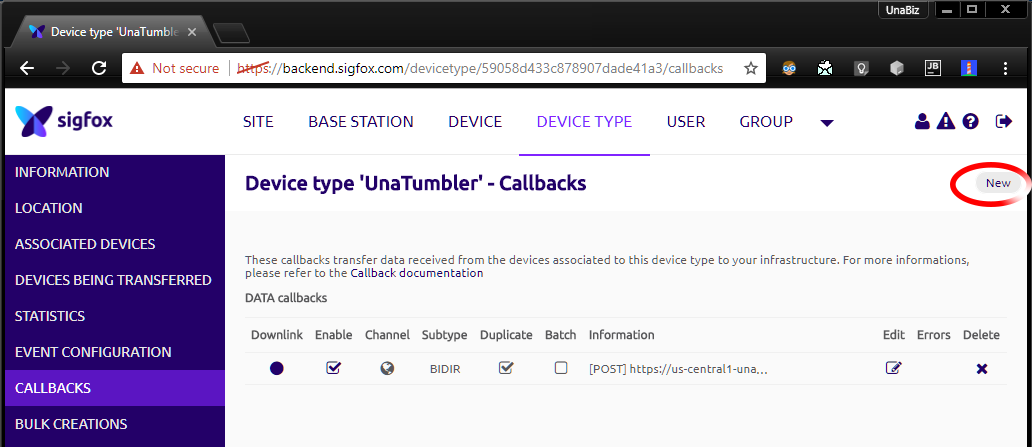 UnaBiz
Device type 'UnaTumbler
Not secure https://backend.sigfox.com/devicetype/59058d433c878907dade41a3/callbacks
JB
sigfox SITE BASE STATION DEVICE DEVICE TYPE USER GROUP
INFORMATION
LOCATION
ASSOCIATED DEVICES
DEVICES BEING TRANSFERRED
STATISTICS
EVENT CONFIGURATION
CALLBACKS
BULK CREATIONS
Device type 'UnaTumbler' - Callbacks New
These callbacks transfer data received from the devices associated to this device type to your infrastructure. For more informations,
please refer to the Callback documentation
DATA callbacks
Downlink Enable Channel Subtype Duplicate Batch Information Edit Errors Delete
BIDIR [POST] https://us-central1-una…